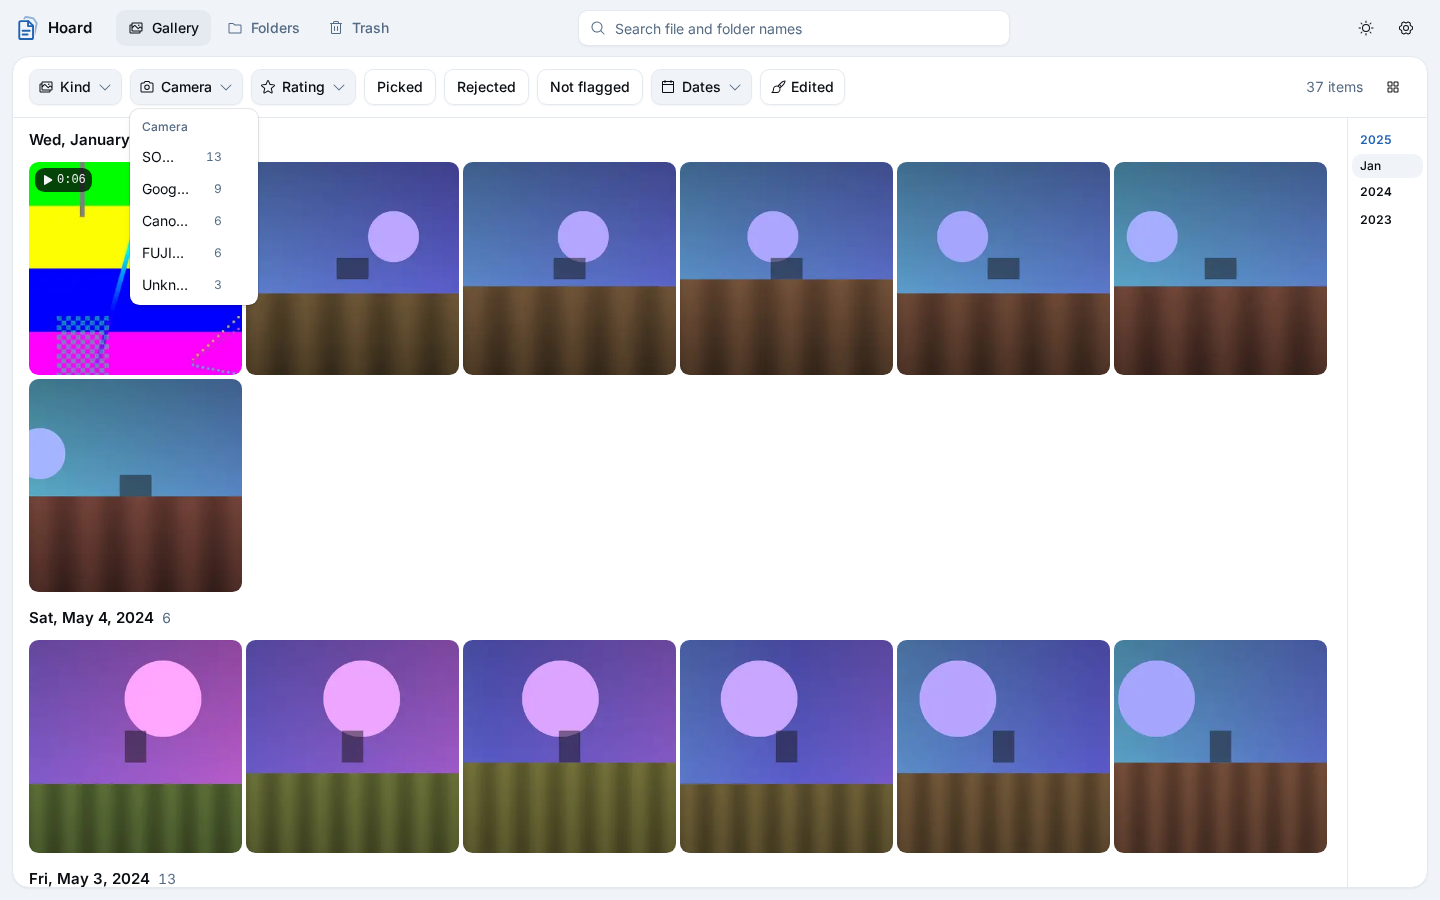 Hoard
Gallery
Folders
Trash
Search file and folder names
Kind
Camera
Rating
Picked
Rejected
Not flagged
Dates
Edited
37 items
Wed, January
Camera
SO... 13
Goog... 9
Cano... 6
FUJI... 6
Unkn... 3
0:06
2025
Jan
2024
2023
Sat, May 4, 2024 6
Fri, May 3, 2024 13